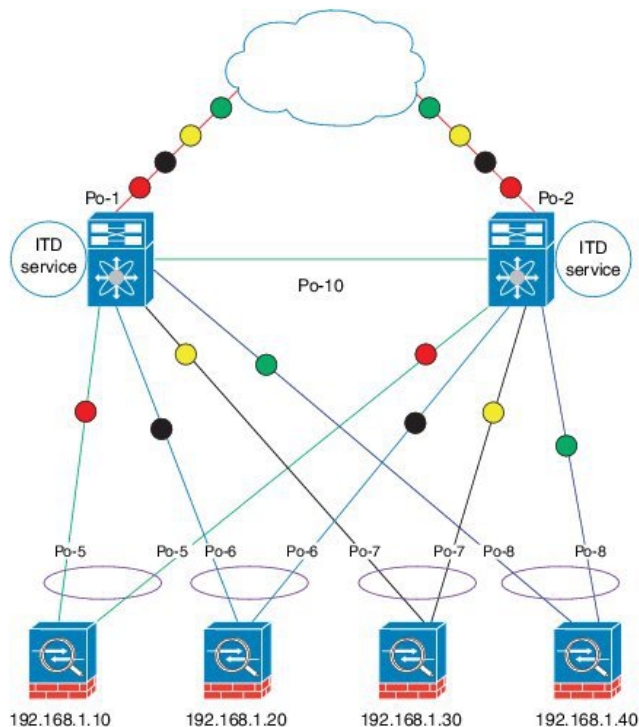 Po-1
Po-2
ITD
service
ITD
service
Po-10
Po-5
Po-5
Po-6
Po-6
Po-7
Po-7
Po-8
Po-8
192.168.1.10
192.168.1.20
192.168.1.30
192.168.1.40